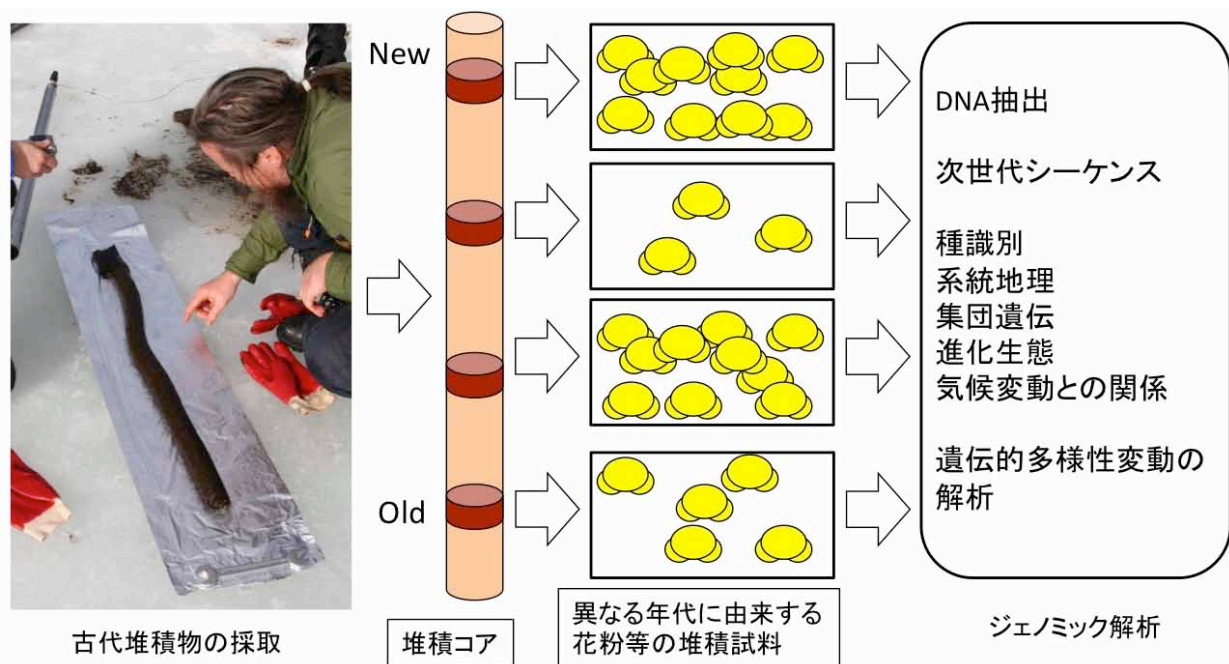 New
Old
古代堆積物の採取
堆積コア
異なる年代に由来する
花粉等の堆積試料
DNA抽出
次世代シーケンス
種識別
系統地理
集団遺伝
進化生態
気候変動との関係
遺伝的多様性変動の
解析
ジェノミック解析